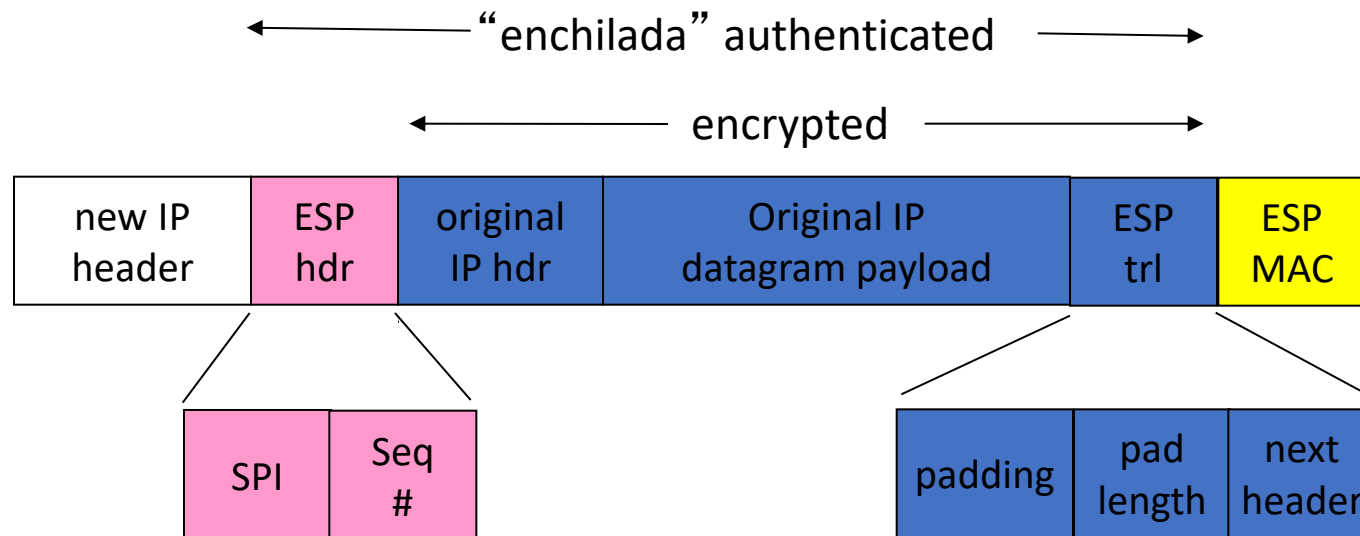 “enchilada” authenticated
encrypted
new IP
header
ESP
hdr
original
IP hdr
Original IP
datagram payload
ESP
trl
ESP
MAC
SPI
Seq
#
padding
pad
length
next
header